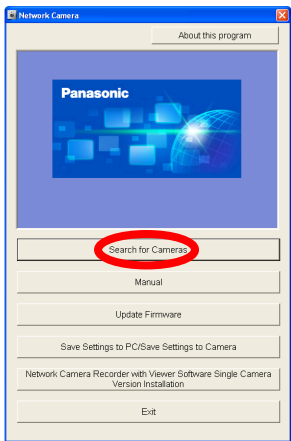 Network Camera
About this program
Panasonic
Search for Cameras
Manual
Update Firmware
Save Settings to PC/Save Settings to Camera
Network Camera Recorder with Viewer Software Single Camera
Version Installation
Exit